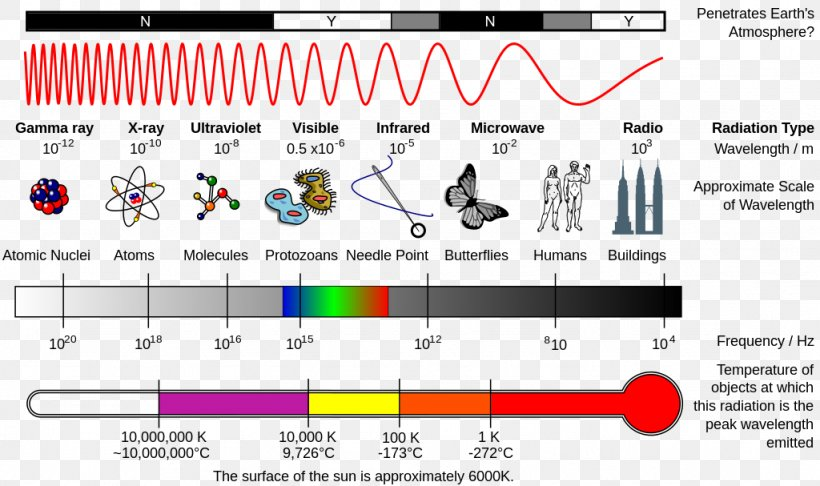 N Y N Y
Penetrates Earth's
Atmosphere?
Gamma ray X-ray Ultraviolet Visible Infrared Microwave Radio Radiation Type
10⁻¹² 10⁻¹⁰ 10⁻⁸ 0.5 x10⁻⁶ 10⁻⁵ 10⁻² 10³ Wavelength / m
Approximate Scale
of Wavelength
Atomic Nuclei Atoms Molecules Protozoans Needle Point Butterflies Humans Buildings
10²⁰ 10¹⁸ 10¹⁶ 10¹⁵ 10¹² ⁸10 10⁴ Frequency / Hz
Temperature of
objects at which
this radiation is the
peak wavelength
emitted
10,000,000 K 10,000 K 100 K 1 K
~10,000,000°C 9,726°C -173°C -272°C
The surface of the sun is approximately 6000K.